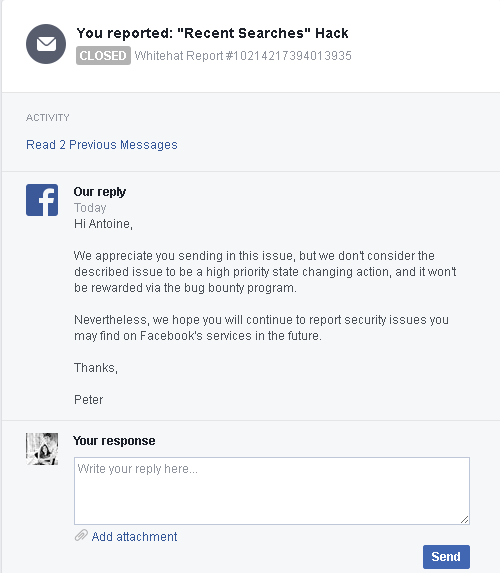 You reported: "Recent Searches" Hack
CLOSED Whitehat Report #10214217394013935
ACTIVITY
Read 2 Previous Messages
Our reply
Today
Hi Antoine,
We appreciate you sending in this issue, but we don't consider the
described issue to be a high priority state changing action, and it won't
be rewarded via the bug bounty program.
Nevertheless, we hope you will continue to report security issues you
may find on Facebook's services in the future.
Thanks,
Peter
Your response
Write your reply here...
Add attachment
Send